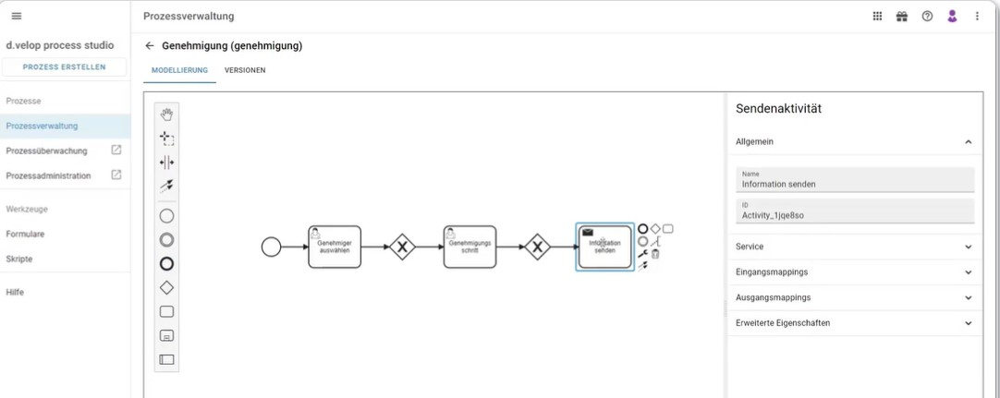 Prozessverwaltung
d.velop process studio
PROZESS ERSTELLEN
Prozesse
Prozessverwaltung
Prozessüberwachung
Prozessadministration
Werkzeuge
Formulare
Skripte
Hilfe
Genehmigung (genehmigung)
MODELLIERUNG VERSIONEN
Genehmiger
auswählen
Genehmigungs
schritt
Information
senden
Sendenaktivität
Allgemein
Name
Information senden
ID
Activity_1jqe8so
Service
Eingangsmappings
Ausgangsmappings
Erweiterte Eigenschaften